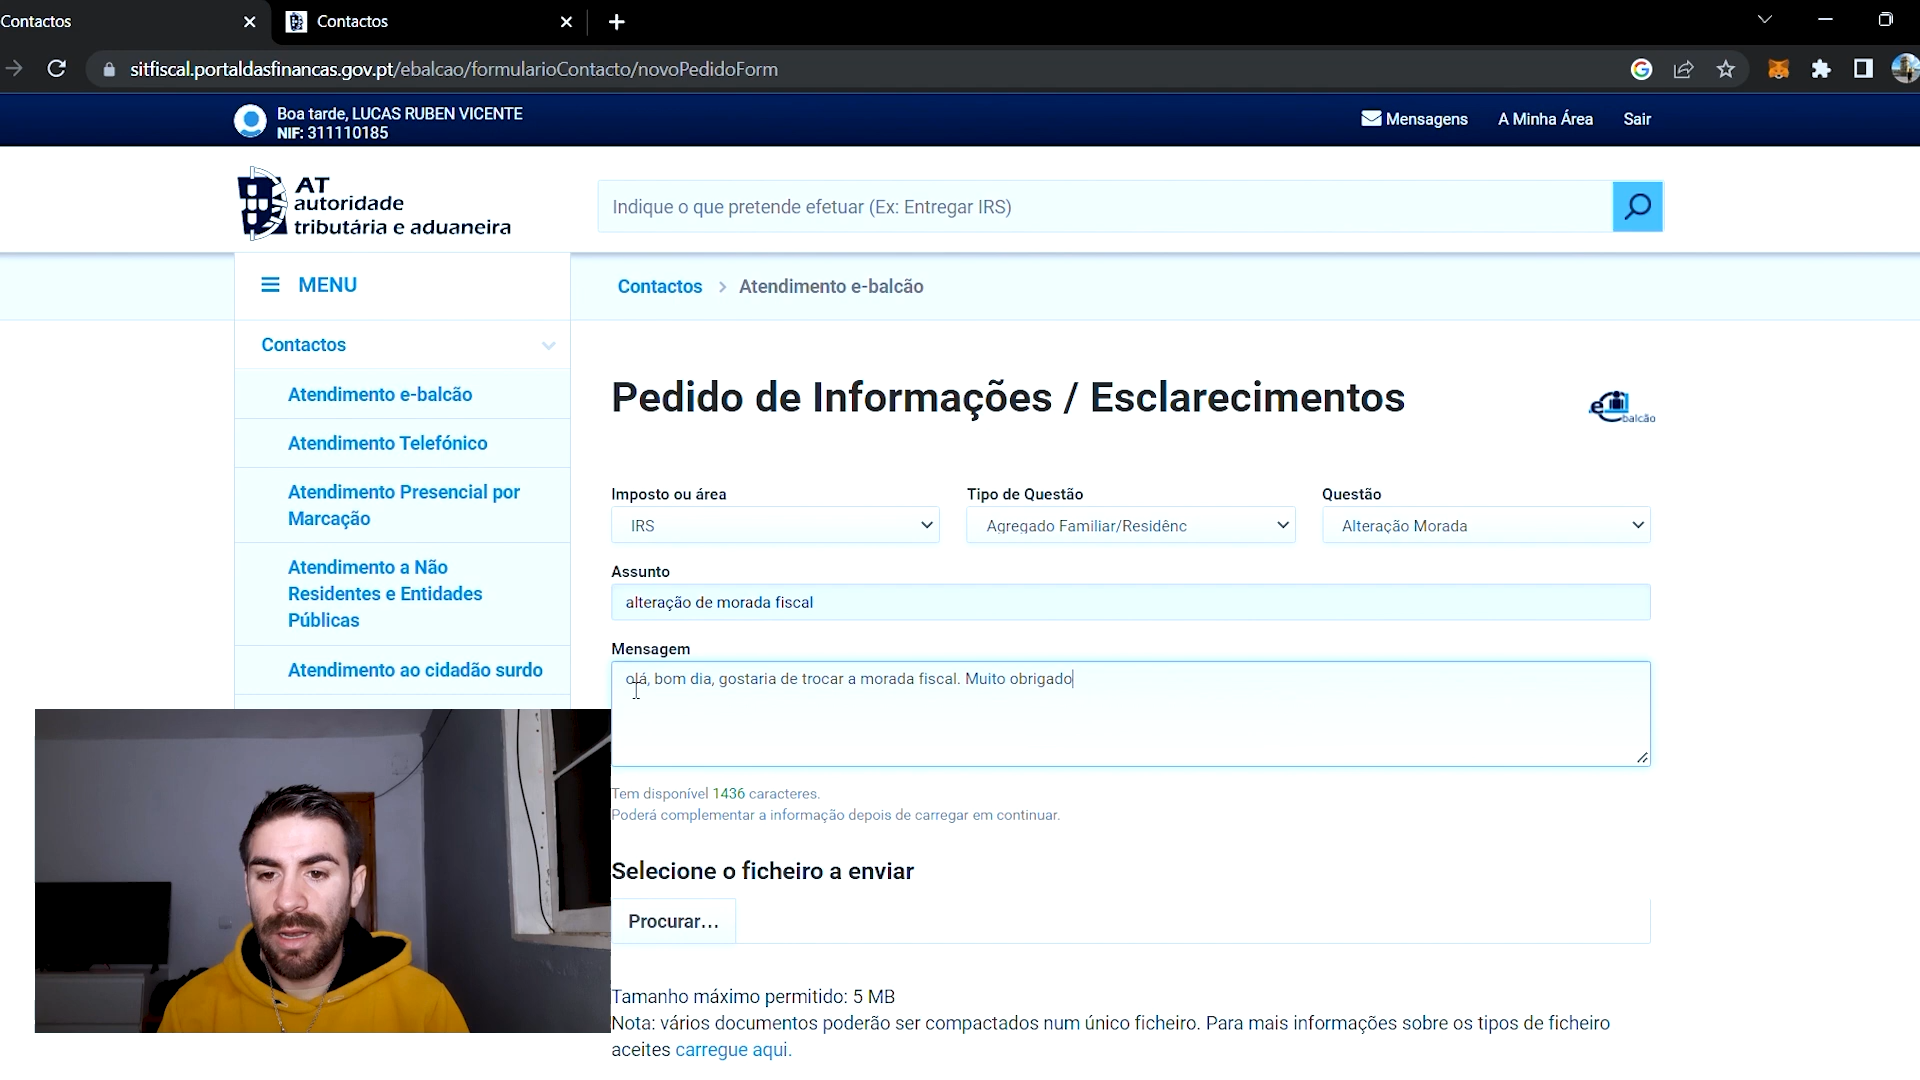 Contactos
Contactos
sitfiscal.portaldasfinancas.gov.pt/ebalcao/formularioContacto/novoPedidoForm
Boa tarde, LUCAS RUBEN VICENTE
NIF: 311110185
Mensagens
A Minha Área
Sair
AT
autoridade
tributária e aduaneira
Indique o que pretende efetuar (Ex: Entregar IRS)
MENU
Contactos > Atendimento e-balcão
Contactos
Atendimento e-balcão
Atendimento Telefónico
Atendimento Presencial por
Marcação
Atendimento a Não
Residentes e Entidades
Públicas
Atendimento ao cidadão surdo
Pedido de Informações / Esclarecimentos
e balcão
Imposto ou área
Tipo de Questão
Questão
IRS
Agregado Familiar/Residênc
Alteração Morada
Assunto
alteração de morada fiscal
Mensagem
olá, bom dia, gostaria de trocar a morada fiscal. Muito obrigado
Tem disponível 1436 caracteres.
Poderá complementar a informação depois de carregar em continuar.
Selecione o ficheiro a enviar
Procurar...
Tamanho máximo permitido: 5 MB
Nota: vários documentos poderão ser compactados num único ficheiro. Para mais informações sobre os tipos de ficheiro
aceites carregue aqui.